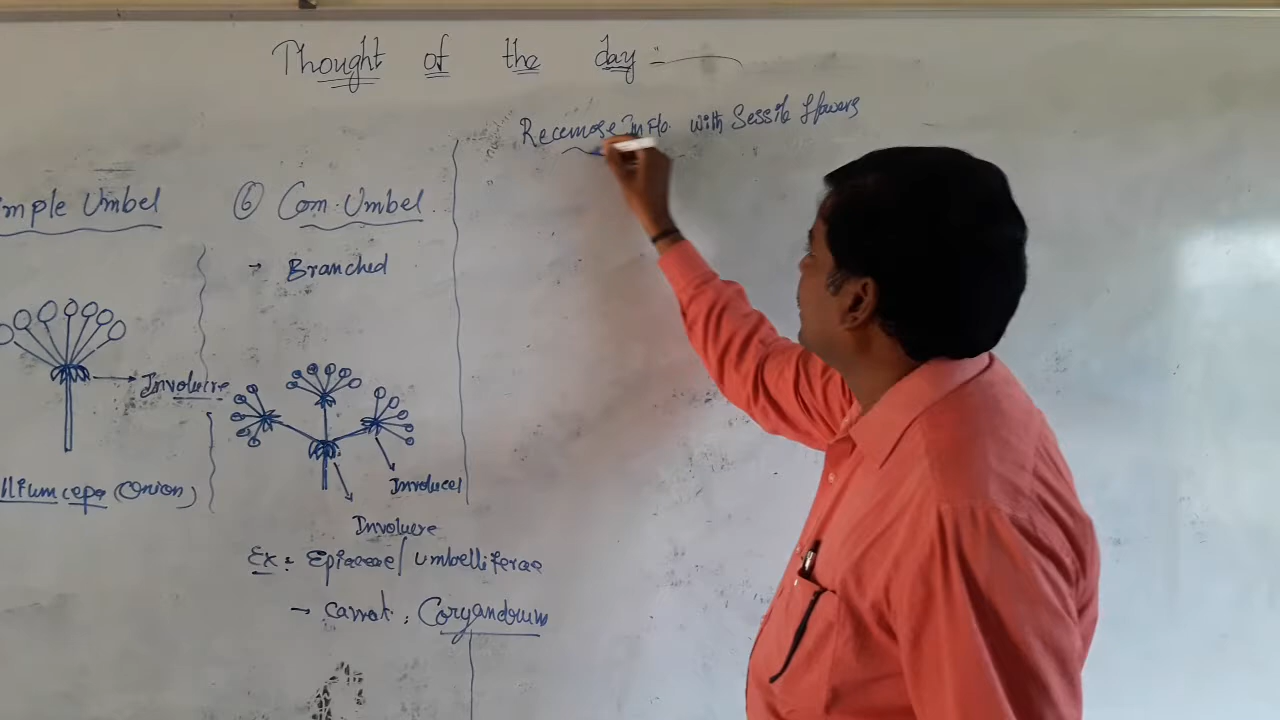 Thought of the day :-
Recemose Inflo. with Sessile flowers
imple Umbel
Involucre
llium cepa (Onion)
⑥ Com. Umbel
→ Branched
Involucel
Involucre
Ex: Epiaceae / Umbelliferae
→ Carrot, Coryandrum